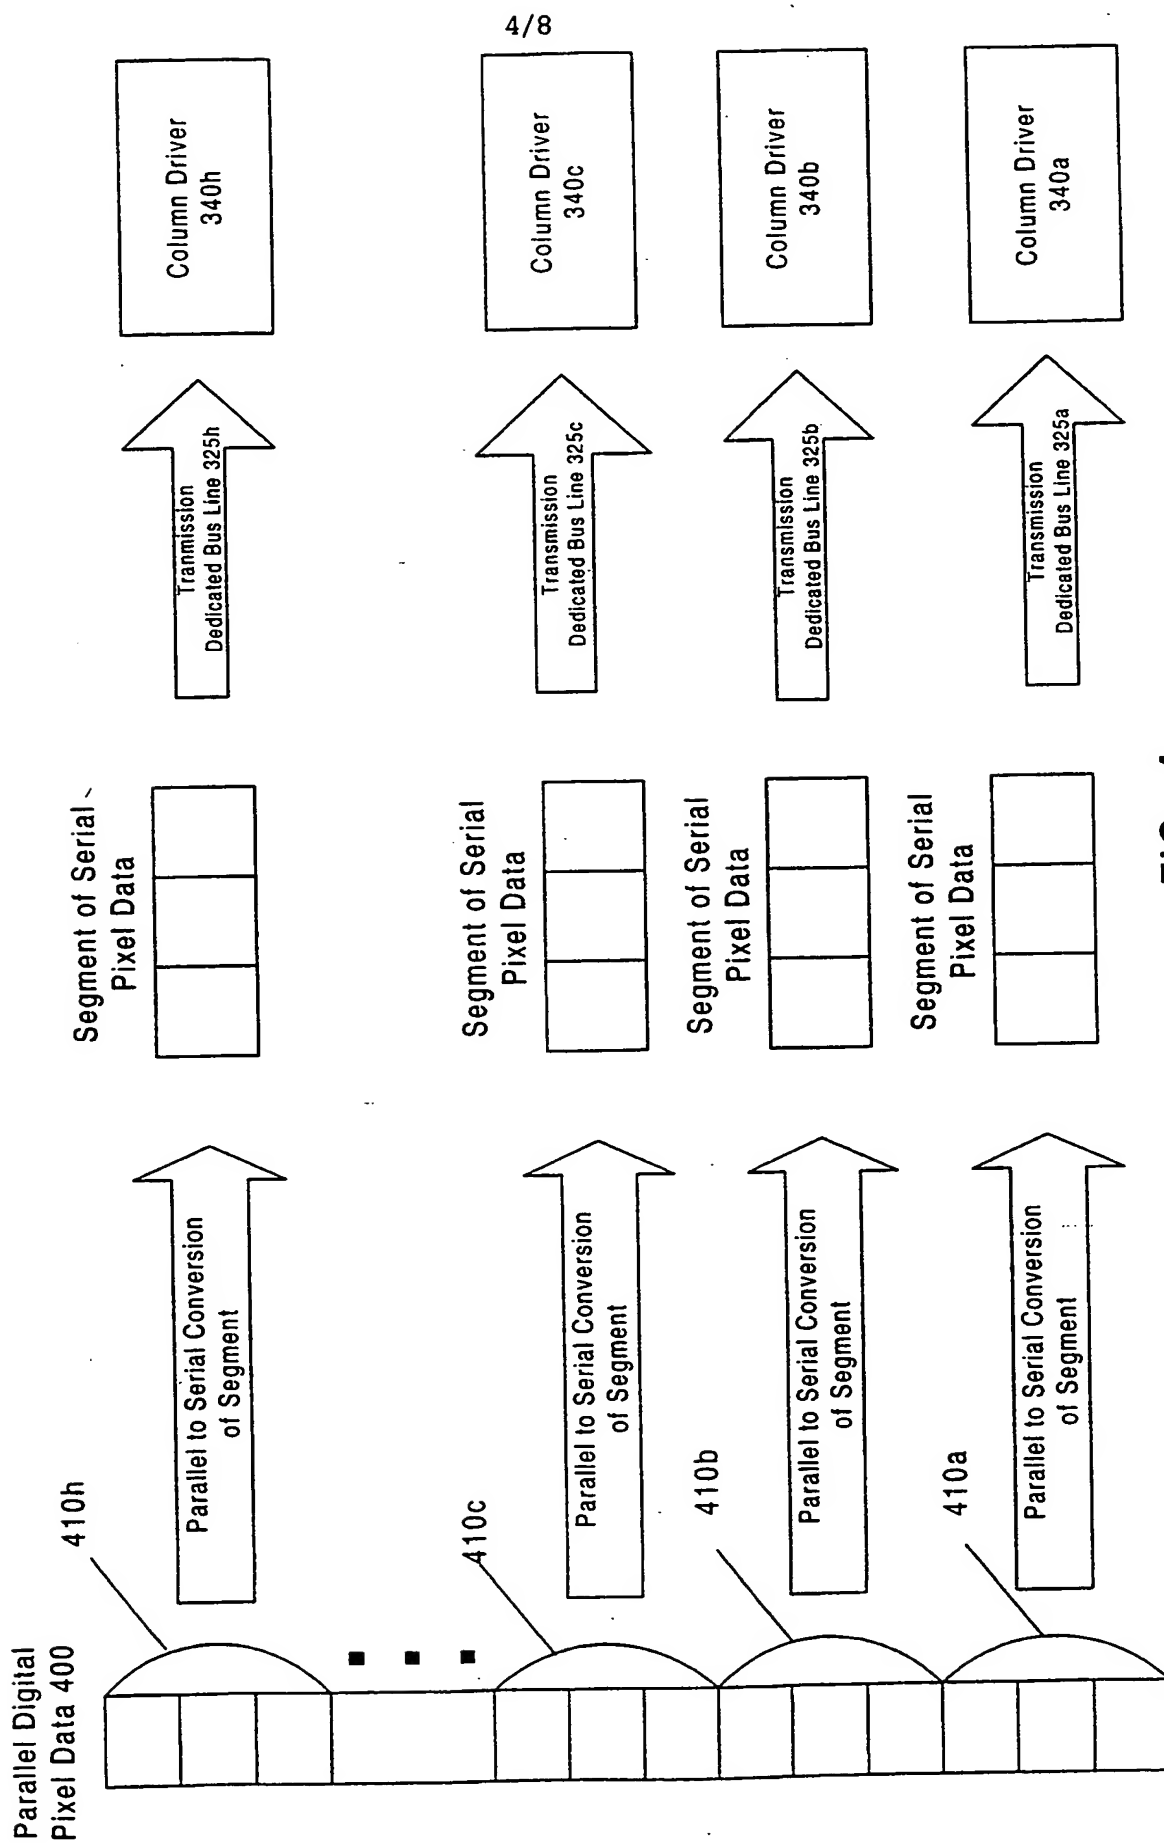 4/8
Parallel Digital
Pixel Data 400
410h
Parallel to Serial Conversion
of Segment
Segment of Serial
Pixel Data
Tranmission
Dedicated Bus Line 325h
Column Driver
340h
410c
Parallel to Serial Conversion
of Segment
Segment of Serial
Pixel Data
Transmission
Dedicated Bus Line 325c
Column Driver
340c
410b
Parallel to Serial Conversion
of Segment
Segment of Serial
Pixel Data
Transmission
Dedicated Bus Line 325b
Column Driver
340b
410a
Parallel to Serial Conversion
of Segment
Segment of Serial
Pixel Data
Transmission
Dedicated Bus Line 325a
Column Driver
340a